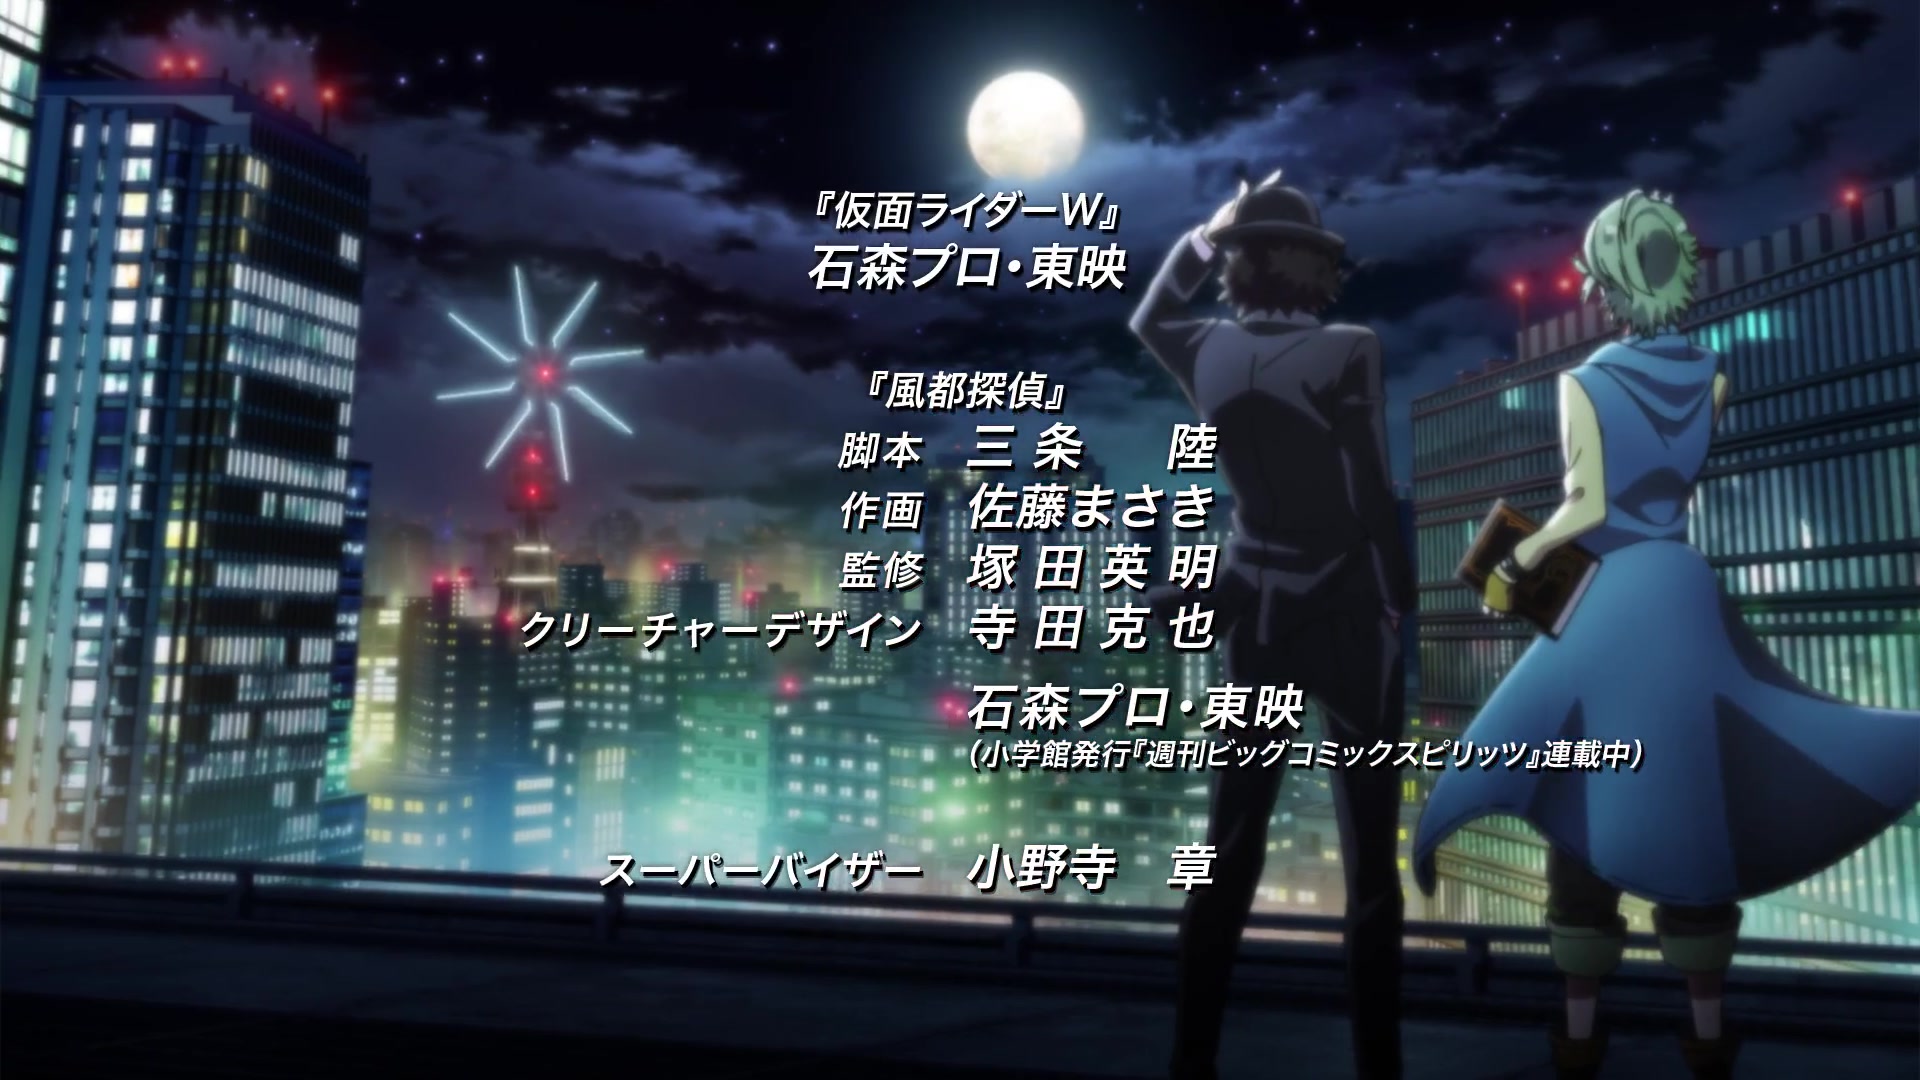 『仮面ライダーW』
石森プロ・東映
『風都探偵』
脚本 三条 陸
作画 佐藤まさき
監修 塚田英明
クリーチャーデザイン 寺田克也
石森プロ・東映
（小学館発行『週刊ビッグコミックスピリッツ』連載中）
スーパーバイザー 小野寺 章